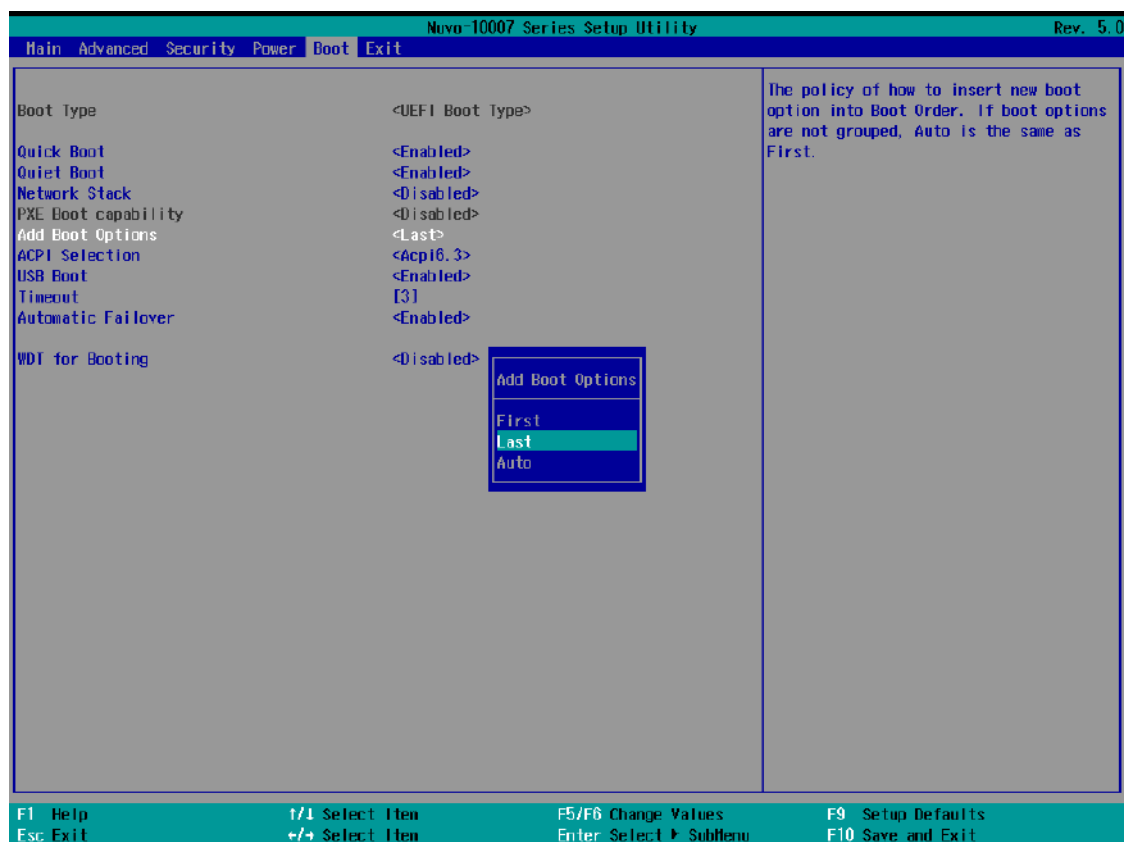 Nuvo-10007 Series Setup Utility Rev. 5.0
Main Advanced Security Power Boot Exit
Boot Type <UEFI Boot Type>
Quick Boot <Enabled>
Quiet Boot <Enabled>
Network Stack <Disabled>
PXE Boot capability <Disabled>
Add Boot Options <Last>
ACPI Selection <Acpi6.3>
USB Boot <Enabled>
Timeout [3]
Automatic Failover <Enabled>
WDT for Booting <Disabled>
Add Boot Options
First
Last
Auto
The policy of how to insert new boot
option into Boot Order. If boot options
are not grouped, Auto is the same as
First.
F1 Help ↑/↓ Select Item F5/F6 Change Values F9 Setup Defaults
Esc Exit ←/→ Select Item Enter Select ▶ SubMenu F10 Save and Exit